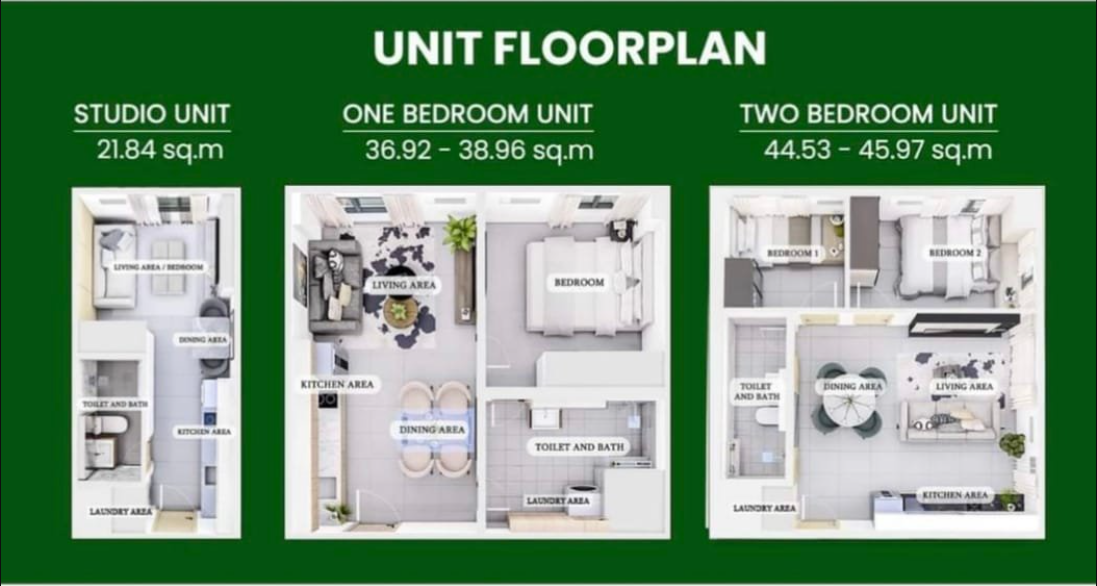 UNIT FLOORPLAN
STUDIO UNIT
21.84 sq.m
LIVING AREA / BEDROOM
DINING AREA
TOILET AND BATH
KITCHEN AREA
LAUNDRY AREA
ONE BEDROOM UNIT
36.92 - 38.96 sq.m
LIVING AREA
BEDROOM
KITCHEN AREA
DINING AREA
TOILET AND BATH
LAUNDRY AREA
TWO BEDROOM UNIT
44.53 - 45.97 sq.m
BEDROOM 1
BEDROOM 2
TOILET
AND BATH
DINING AREA
LIVING AREA
KITCHEN AREA
LAUNDRY AREA